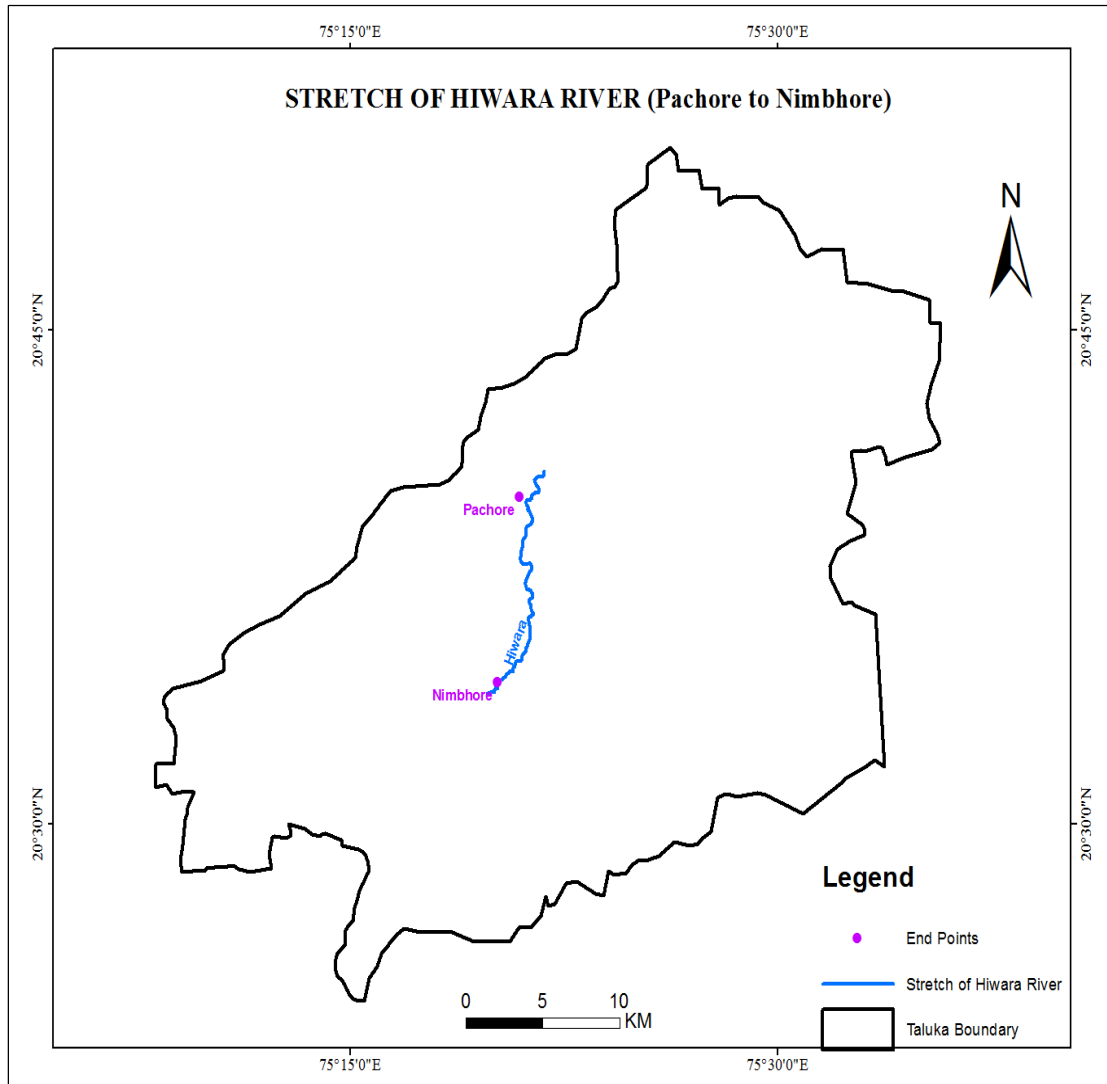 75°15'0"E
75°30'0"E
STRETCH OF HIWARA RIVER (Pachore to Nimbhore)
N
20°45'0"N
20°45'0"N
Pachore
Hiwara
Nimbhore
20°30'0"N
20°30'0"N
Legend
End Points
Stretch of Hiwara River
Taluka Boundary
0 5 10
KM
75°15'0"E
75°30'0"E